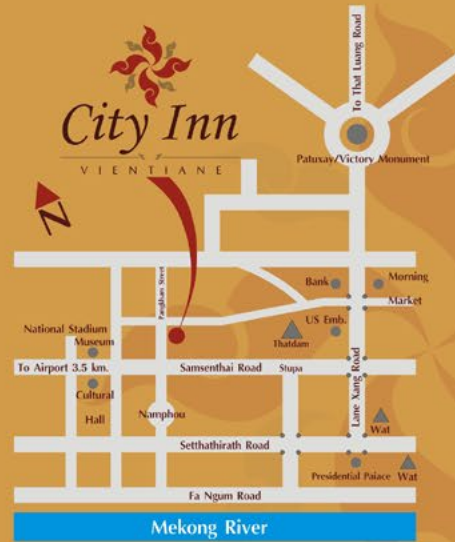 To That Luang Road
City Inn
VIENTIANE
Patuxay/Victory Monument
N
Pangkham Street
Bank
Morning
Market
US Emb.
Thatdam
Stupa
National Stadium
Museum
To Airport 3.5 km.
Samsenthai Road
Lane Xang Road
Cultural
Hall
Namphou
Wat
Setthathirath Road
Presidential Palace
Wat
Fa Ngum Road
Mekong River